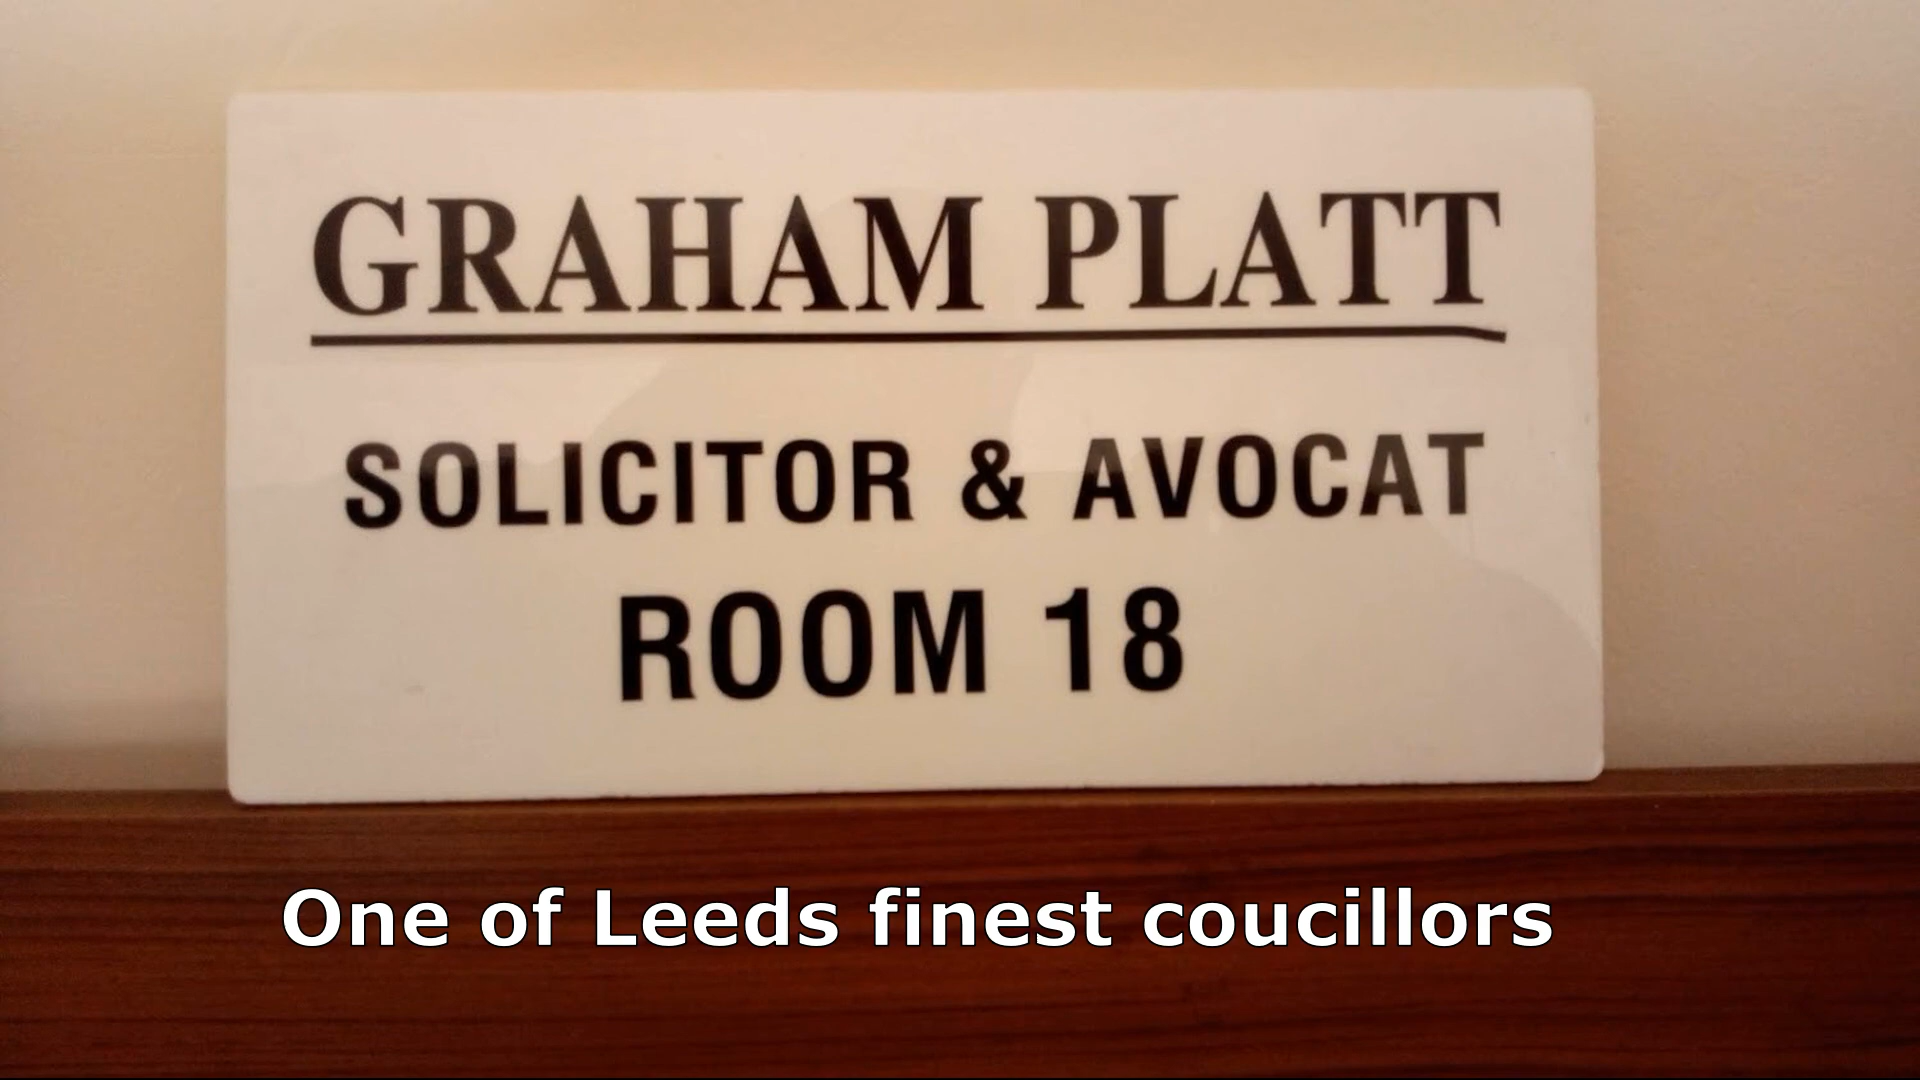 GRAHAM PLATT
SOLICITOR & AVOCAT
ROOM 18
One of Leeds finest coucillors